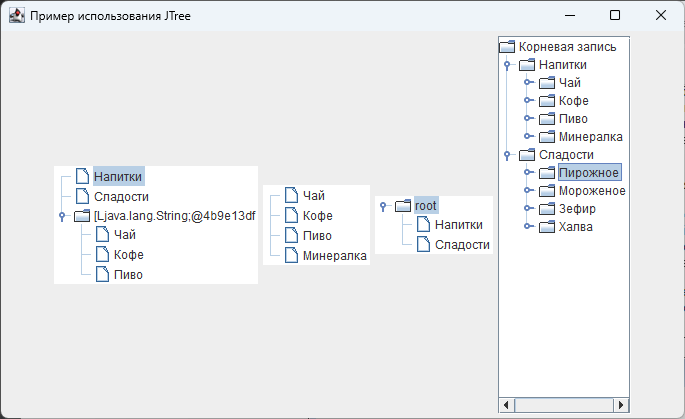 Пример использования JTree
Напитки
Сладости
[Ljava.lang.String;@4b9e13df
Чай
Кофе
Пиво
Чай
Кофе
Пиво
Минералка
root
Напитки
Сладости
Корневая запись
Напитки
Чай
Кофе
Пиво
Минералка
Сладости
Пирожное
Мороженое
Зефир
Халва